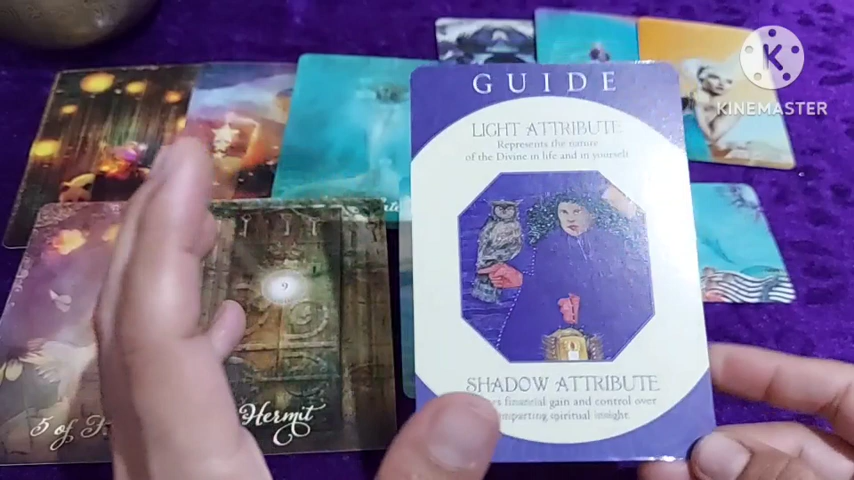 KINEMASTER
GUIDE
LIGHT ATTRIBUTE
Represents the nature
of the Divine in life and in yourself
9
SHADOW ATTRIBUTE
financial gain and control over
imparting spiritual insight.
5 of
Hermit